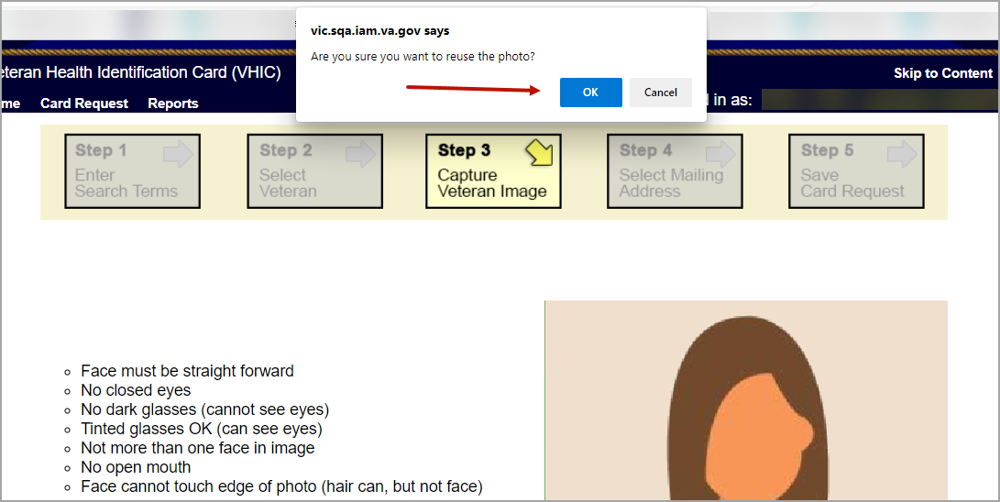 vic.sqa.iam.va.gov says
Are you sure you want to reuse the photo?
OK
Cancel
eteran Health Identification Card (VHIC)
Skip to Content
me Card Request Reports
in as:
Step 1
Enter
Search Terms
Step 2
Select
Veteran
Step 3
Capture
Veteran Image
Step 4
Select Mailing
Address
Step 5
Save
Card Request
Face must be straight forward
No closed eyes
No dark glasses (cannot see eyes)
Tinted glasses OK (can see eyes)
Not more than one face in image
No open mouth
Face cannot touch edge of photo (hair can, but not face)